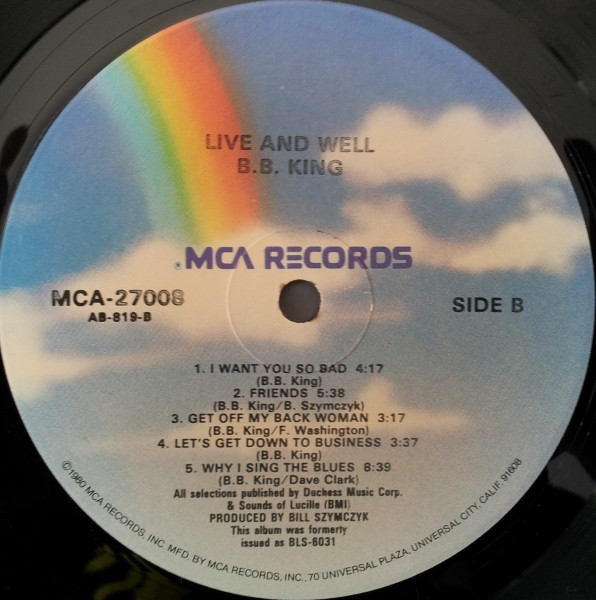 LIVE AND WELL
B.B. KING
MCA RECORDS
MCA-27008
AB-819-B
SIDE B
1. I WANT YOU SO BAD 4:17
(B.B. King)
2. FRIENDS 5:38
(B.B. King/B. Szymczyk)
3. GET OFF MY BACK WOMAN 3:17
(B.B. King/F. Washington)
4. LET'S GET DOWN TO BUSINESS 3:37
(B.B. King)
5. WHY I SING THE BLUES 8:39
(B.B. King/Dave Clark)
All selections published by Duchess Music Corp.
& Sounds of Lucille (BMI)
PRODUCED BY BILL SZYMCZYK
This album was formerly
issued as BLS-6031
©1980 MCA RECORDS, INC. MFD. BY MCA RECORDS, INC., 70 UNIVERSAL PLAZA, UNIVERSAL CITY, CALIF. 91608